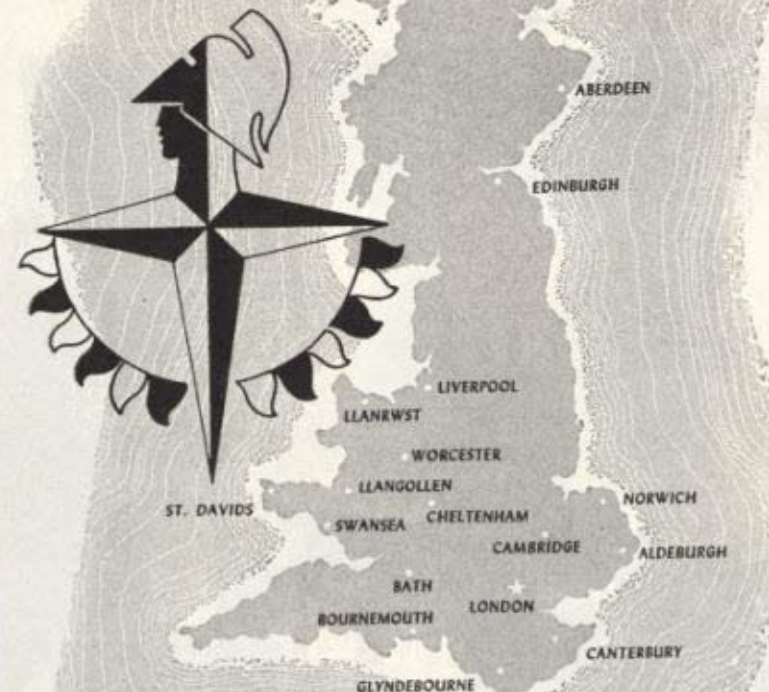 ABERDEEN
EDINBURGH
LIVERPOOL
LLANRWST
WORCESTER
LLANGOLLEN
NORWICH
ST. DAVIDS
SWANSEA
CHELTENHAM
CAMBRIDGE
ALDEBURGH
BATH
LONDON
BOURNEMOUTH
CANTERBURY
GLYNDEBOURNE